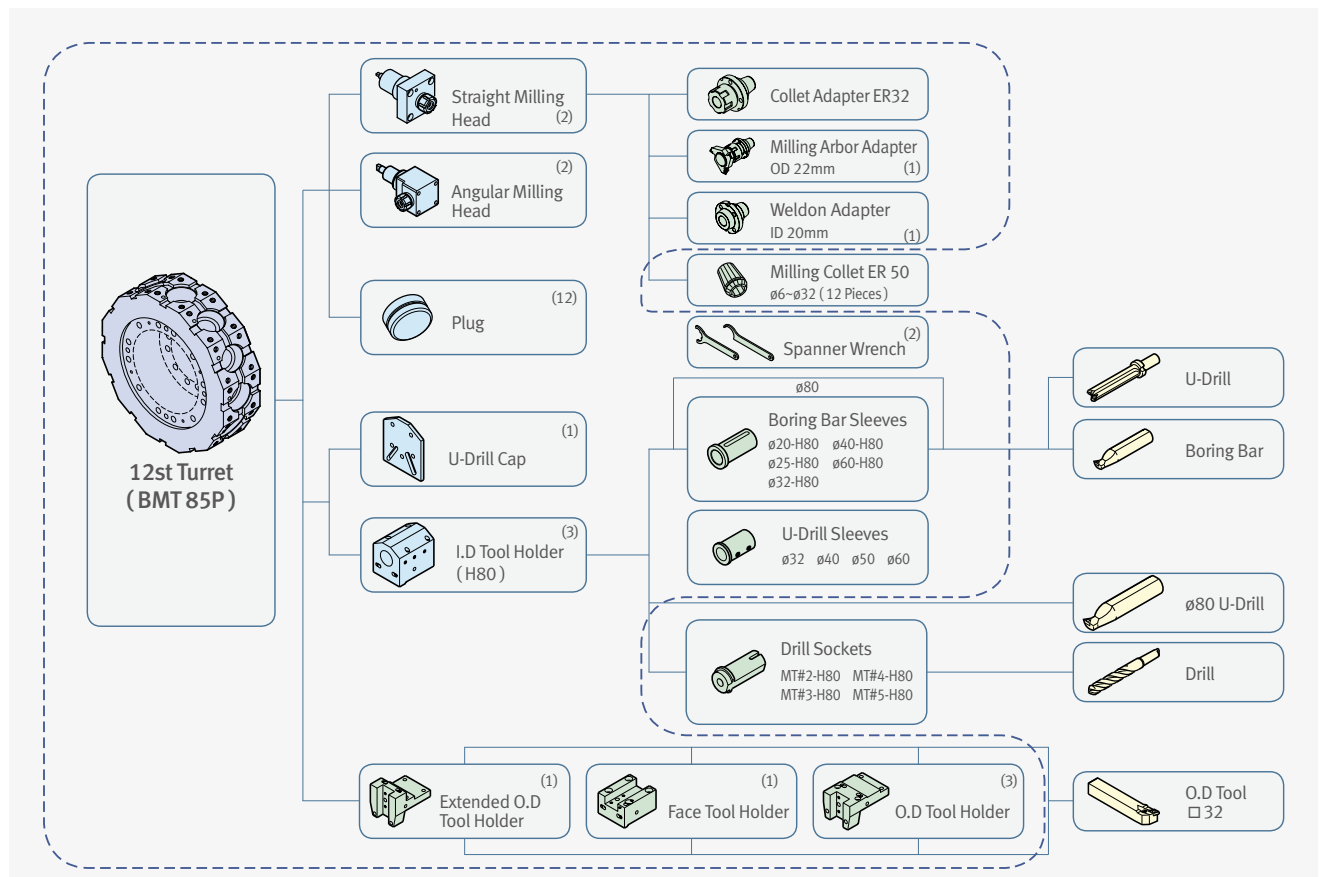 12st Turret
( BMT 85P )
Straight Milling
Head
(2)
(2)
Angular Milling
Head
(12)
Plug
(1)
U-Drill Cap
(3)
I.D Tool Holder
( H80 )
Collet Adapter ER32
Milling Arbor Adapter
OD 22mm
(1)
Weldon Adapter
ID 20mm
(1)
Milling Collet ER 50
ø6~ø32 ( 12 Pieces )
(2)
Spanner Wrench
ø80
Boring Bar Sleeves
ø20-H80 ø40-H80
ø25-H80 ø60-H80
ø32-H80
U-Drill Sleeves
ø32 ø40 ø50 ø60
Drill Sockets
MT#2-H80 MT#4-H80
MT#3-H80 MT#5-H80
U-Drill
Boring Bar
ø80 U-Drill
Drill
(1)
Extended O.D
Tool Holder
(1)
Face Tool Holder
(3)
O.D Tool Holder
O.D Tool
□ 32